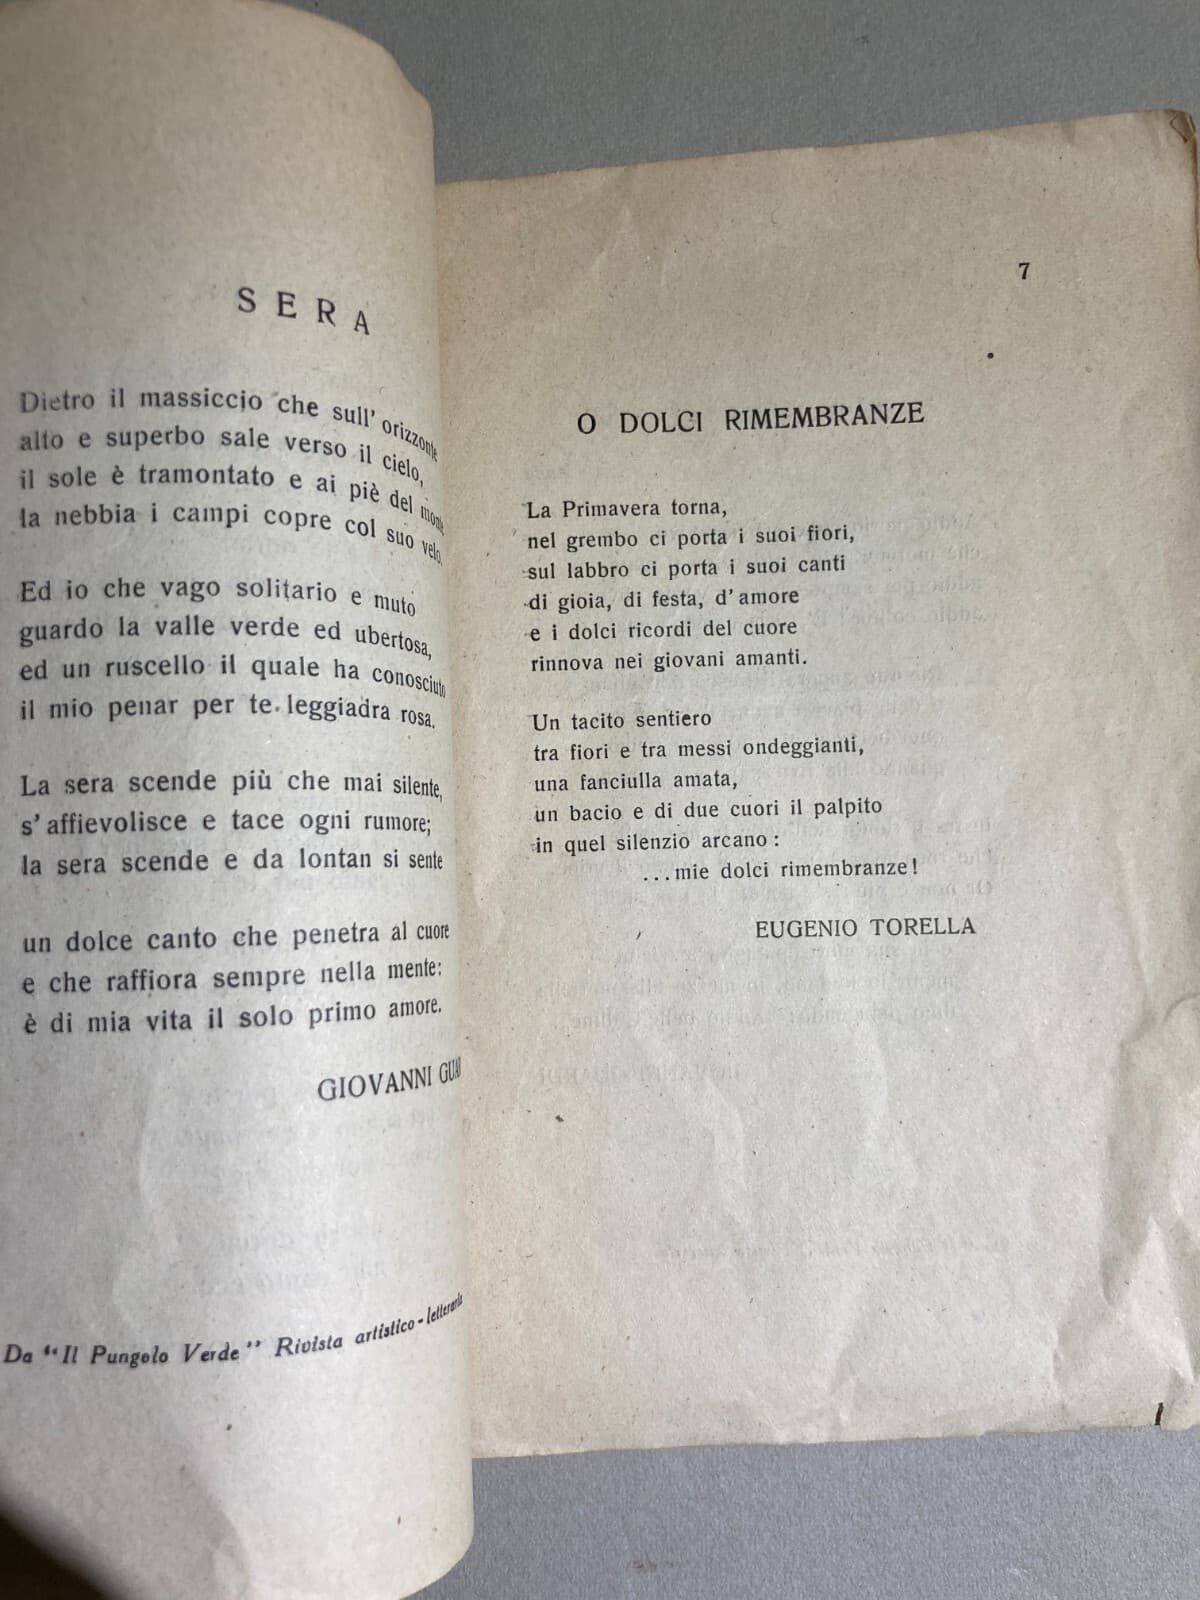 SERA
Dietro il massiccio che sull' orizzonte
alto e superbo sale verso il cielo,
il sole è tramontato e ai piè del monte
la nebbia i campi copre col suo velo.
Ed io che vago solitario e muto
guardo la valle verde ed ubertosa,
ed un ruscello il quale ha conosciuto
il mio penar per te leggiadra rosa.
La sera scende più che mai silente,
s' affievolisce e tace ogni rumore;
la sera scende e da lontan si sente
un dolce canto che penetra al cuore
e che raffiora sempre nella mente:
è di mia vita il solo primo amore.
GIOVANNI
Da "Il Pungolo Verde" Rivista artistico-letteraria
7
O DOLCI RIMEMBRANZE
La Primavera torna,
nel grembo ci porta i suoi fiori,
sul labbro ci porta i suoi canti
di gioia, di festa, d' amore
e i dolci ricordi del cuore
rinnova nei giovani amanti.
Un tacito sentiero
tra fiori e tra messi ondeggianti,
una fanciulla amata,
un bacio e di due cuori il palpito
in quel silenzio arcano :
...mie dolci rimembranze!
EUGENIO TORELLA